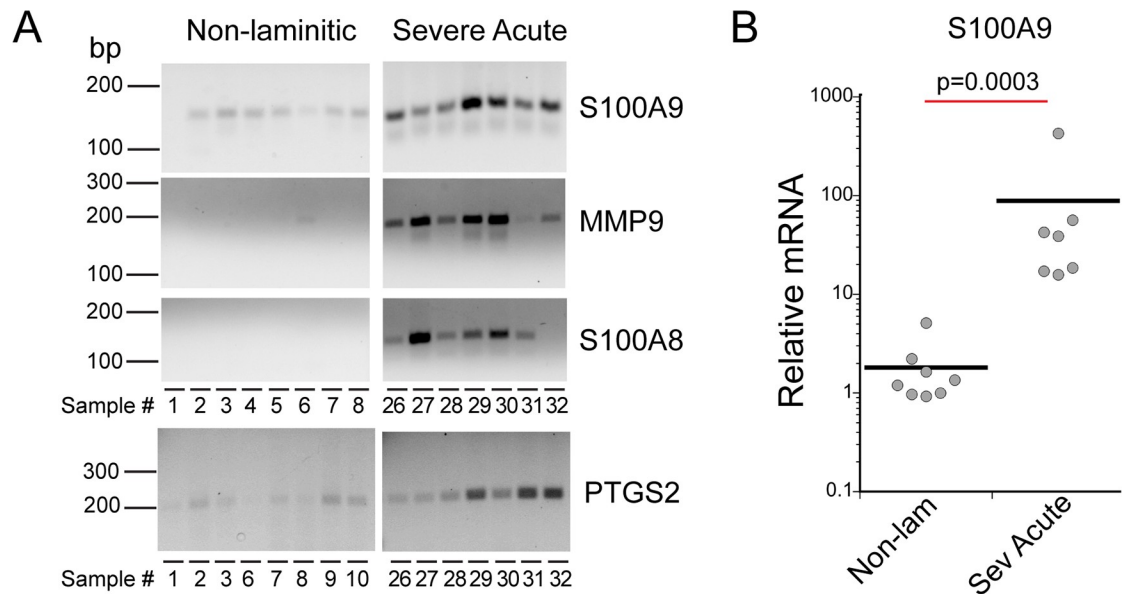 A
Non-laminitic Severe Acute
bp
200
100
S100A9
300
200
100
MMP9
200
100
S100A8
Sample # 1 2 3 4 5 6 7 8 26 27 28 29 30 31 32
300
200
PTGS2
Sample # 1 2 3 6 7 8 9 10 26 27 28 29 30 31 32
B
S100A9
p=0.0003
Relative mRNA
1000
100
10
1
0.1
Non-lam
Sev Acute